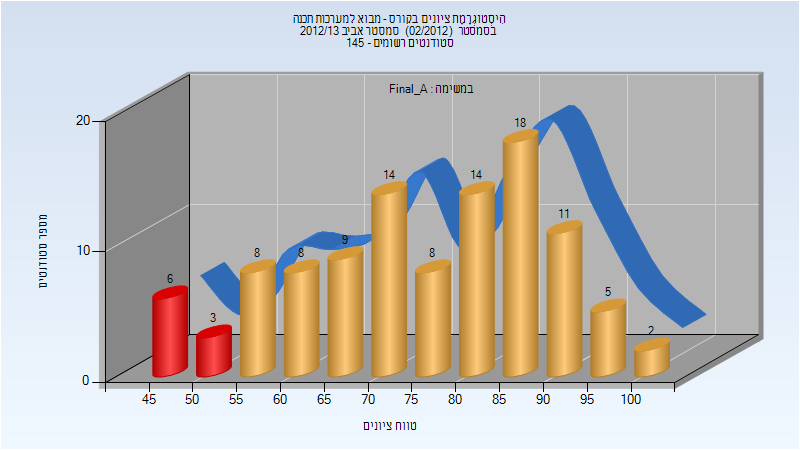 הִיסְטוֹגְרָמַת ציונים בקורס - מבוא למערכות תכנה
בסמסטר (02/2012) סמסטר אביב 2012/13
סטודנטים רשומים - 145
במשימה : Final_A
מספר סטודנטים
20
10
0
6
3
8
8
9
14
8
14
18
11
5
2
45 50 55 60 65 70 75 80 85 90 95 100
טווח ציונים